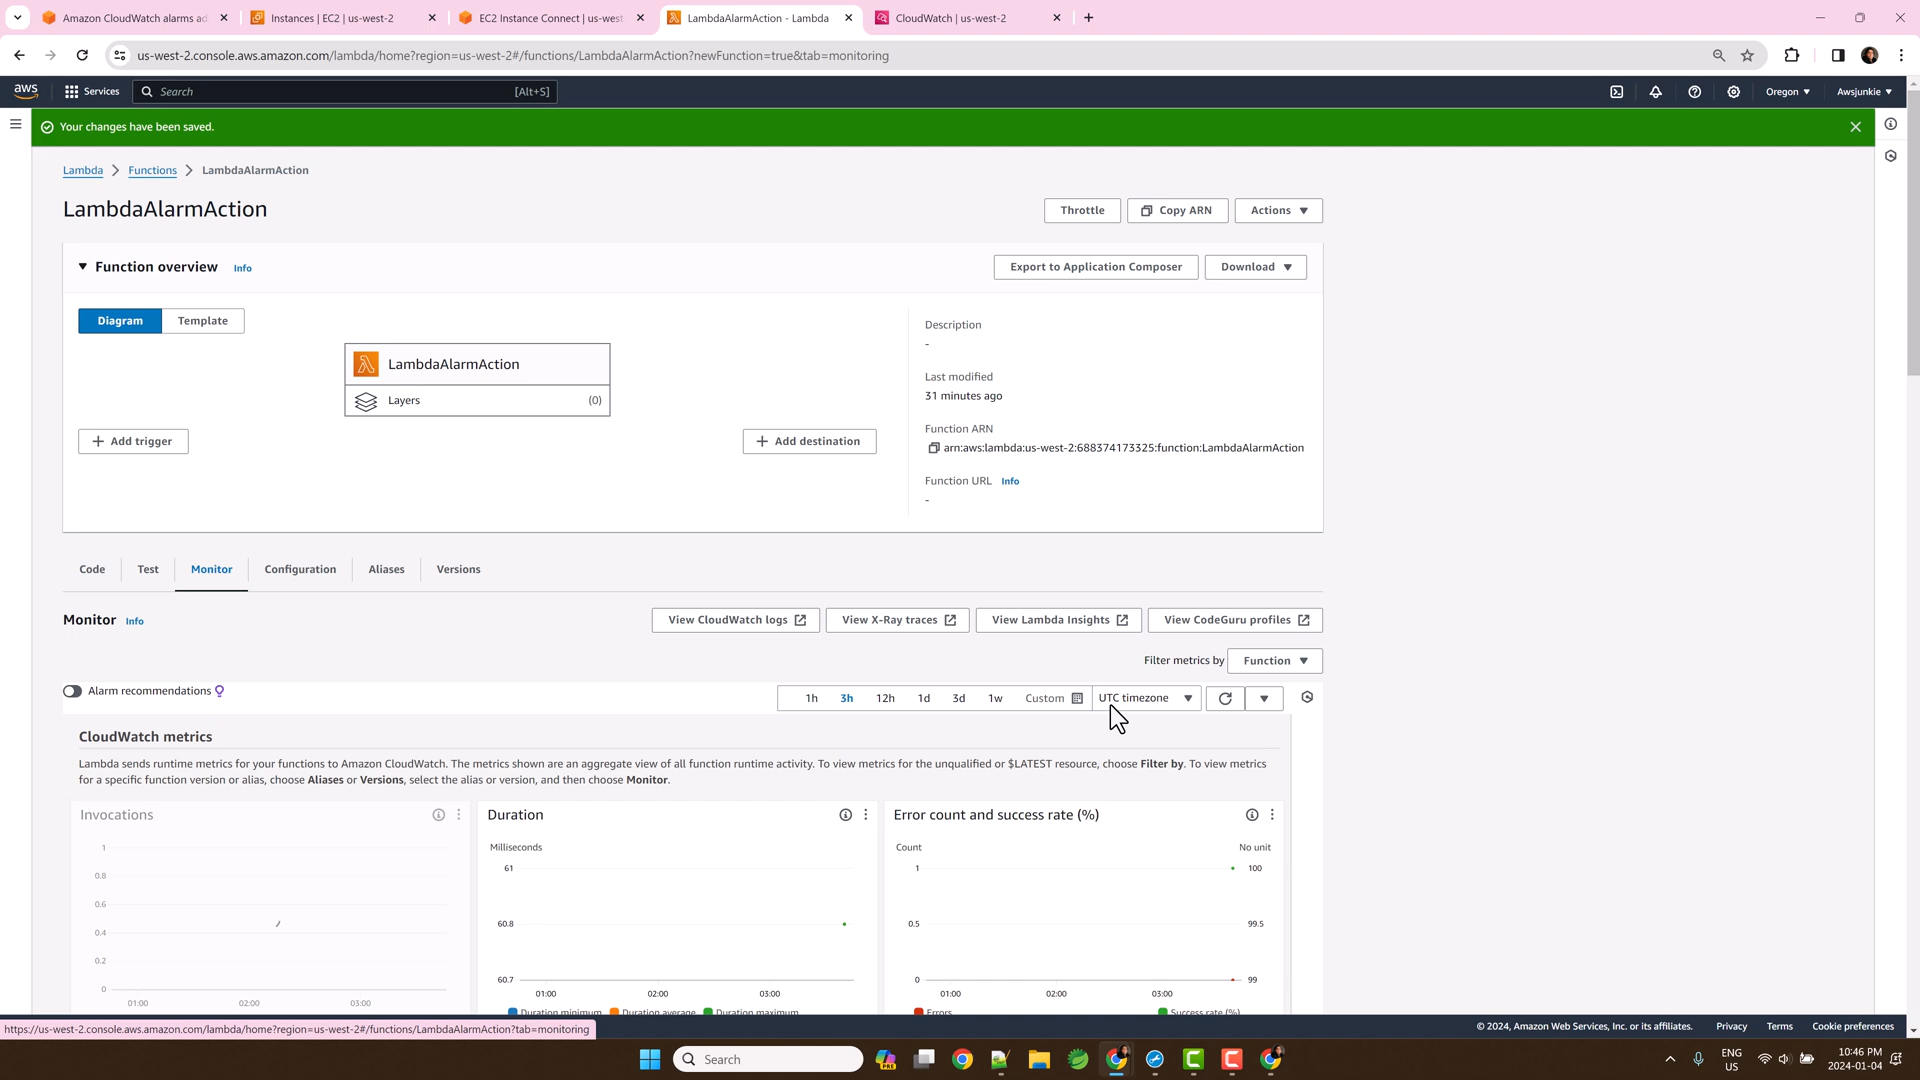 Amazon CloudWatch alarms ad
Instances | EC2 | us-west-2
EC2 Instance Connect | us-west
LambdaAlarmAction - Lambda
CloudWatch | us-west-2
us-west-2.console.aws.amazon.com/lambda/home?region=us-west-2#/functions/LambdaAlarmAction?newFunction=true&tab=monitoring
aws
Services
Search
[Alt+S]
Oregon
Awsjunkie
Your changes have been saved.
Lambda
Functions
LambdaAlarmAction
LambdaAlarmAction
Throttle
Copy ARN
Actions
Function overview
Info
Export to Application Composer
Download
Diagram
Template
LambdaAlarmAction
Layers
(0)
Add trigger
Add destination
Description
-
Last modified
31 minutes ago
Function ARN
arn:aws:lambda:us-west-2:688374173325:function:LambdaAlarmAction
Function URL
Info
-
Code
Test
Monitor
Configuration
Aliases
Versions
Monitor
Info
View CloudWatch logs
View X-Ray traces
View Lambda Insights
View CodeGuru profiles
Filter metrics by
Function
Alarm recommendations
1h
3h
12h
1d
3d
1w
Custom
UTC timezone
CloudWatch metrics
Lambda sends runtime metrics for your functions to Amazon CloudWatch. The metrics shown are an aggregate view of all function runtime activity. To view metrics for the unqualified or $LATEST resource, choose Filter by. To view metrics
for a specific function version or alias, choose Aliases or Versions, select the alias or version, and then choose Monitor.
Invocations
1
0.8
0.6
0.4
0.2
0
01:00
02:00
03:00
Duration
Milliseconds
61
60.8
60.7
01:00
02:00
03:00
Duration minimum
Duration average
Duration maximum
Error count and success rate (%)
Count
No unit
1
100
0.5
99.5
0
99
01:00
02:00
03:00
Errors
Success rate (%)
https://us-west-2.console.aws.amazon.com/lambda/home?region=us-west-2#/functions/LambdaAlarmAction?tab=monitoring
© 2024, Amazon Web Services, Inc. or its affiliates.
Privacy
Terms
Cookie preferences
Search
PRE
ENG
US
10:46 PM
2024-01-04